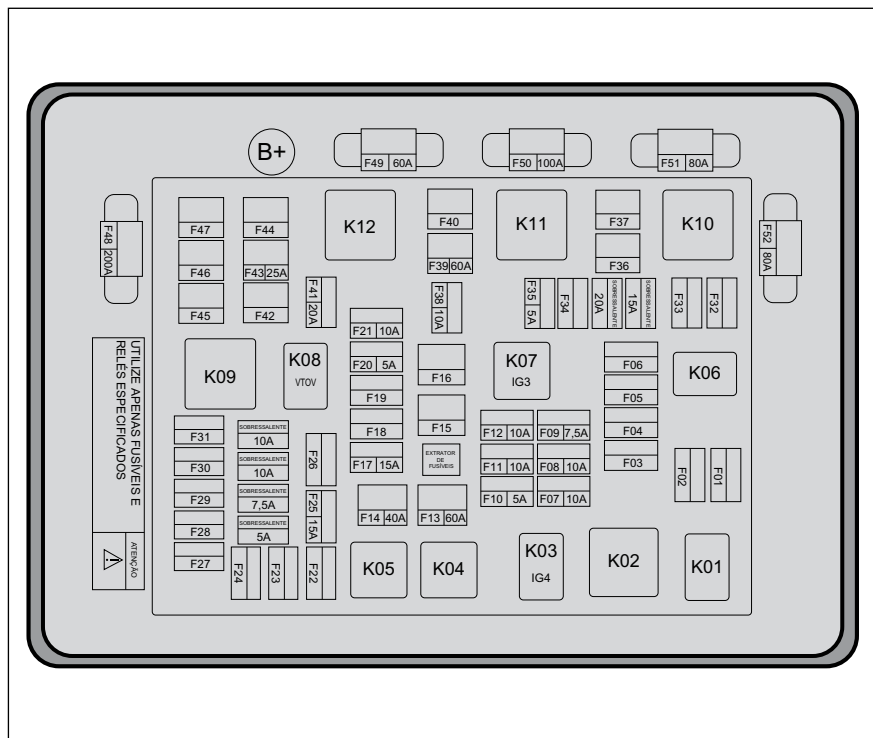 B+
F49 60A
F50 100A
F51 80A
F48 200A
F52 80A
F47
F44
K12
F40
K11
F37
K10
F46
F43 25A
F39 60A
F36
F45
F42
F41 20A
F38 10A
F35 5A
F34
SOBRESSALENTE
20A
SOBRESSALENTE
15A
F33
F32
F21 10A
K09
K08
VTOV
F20 5A
F16
K07
IG3
F06
K06
F19
F05
F31
SOBRESSALENTE
10A
F26
F18
F15
F12 10A
F09 7,5A
F04
F30
SOBRESSALENTE
10A
F17 15A
EXTRATOR
DE
FUSÍVEIS
F11 10A
F08 10A
F03
F02
F01
F29
SOBRESSALENTE
7,5A
F25 15A
F10 5A
F07 10A
F28
SOBRESSALENTE
5A
F14 40A
F13 60A
F27
F24
F23
F22
K05
K04
K03
IG4
K02
K01
UTILIZE APENAS FUSÍVEIS E
RELÉS ESPECIFICADOS
ATENÇÃO